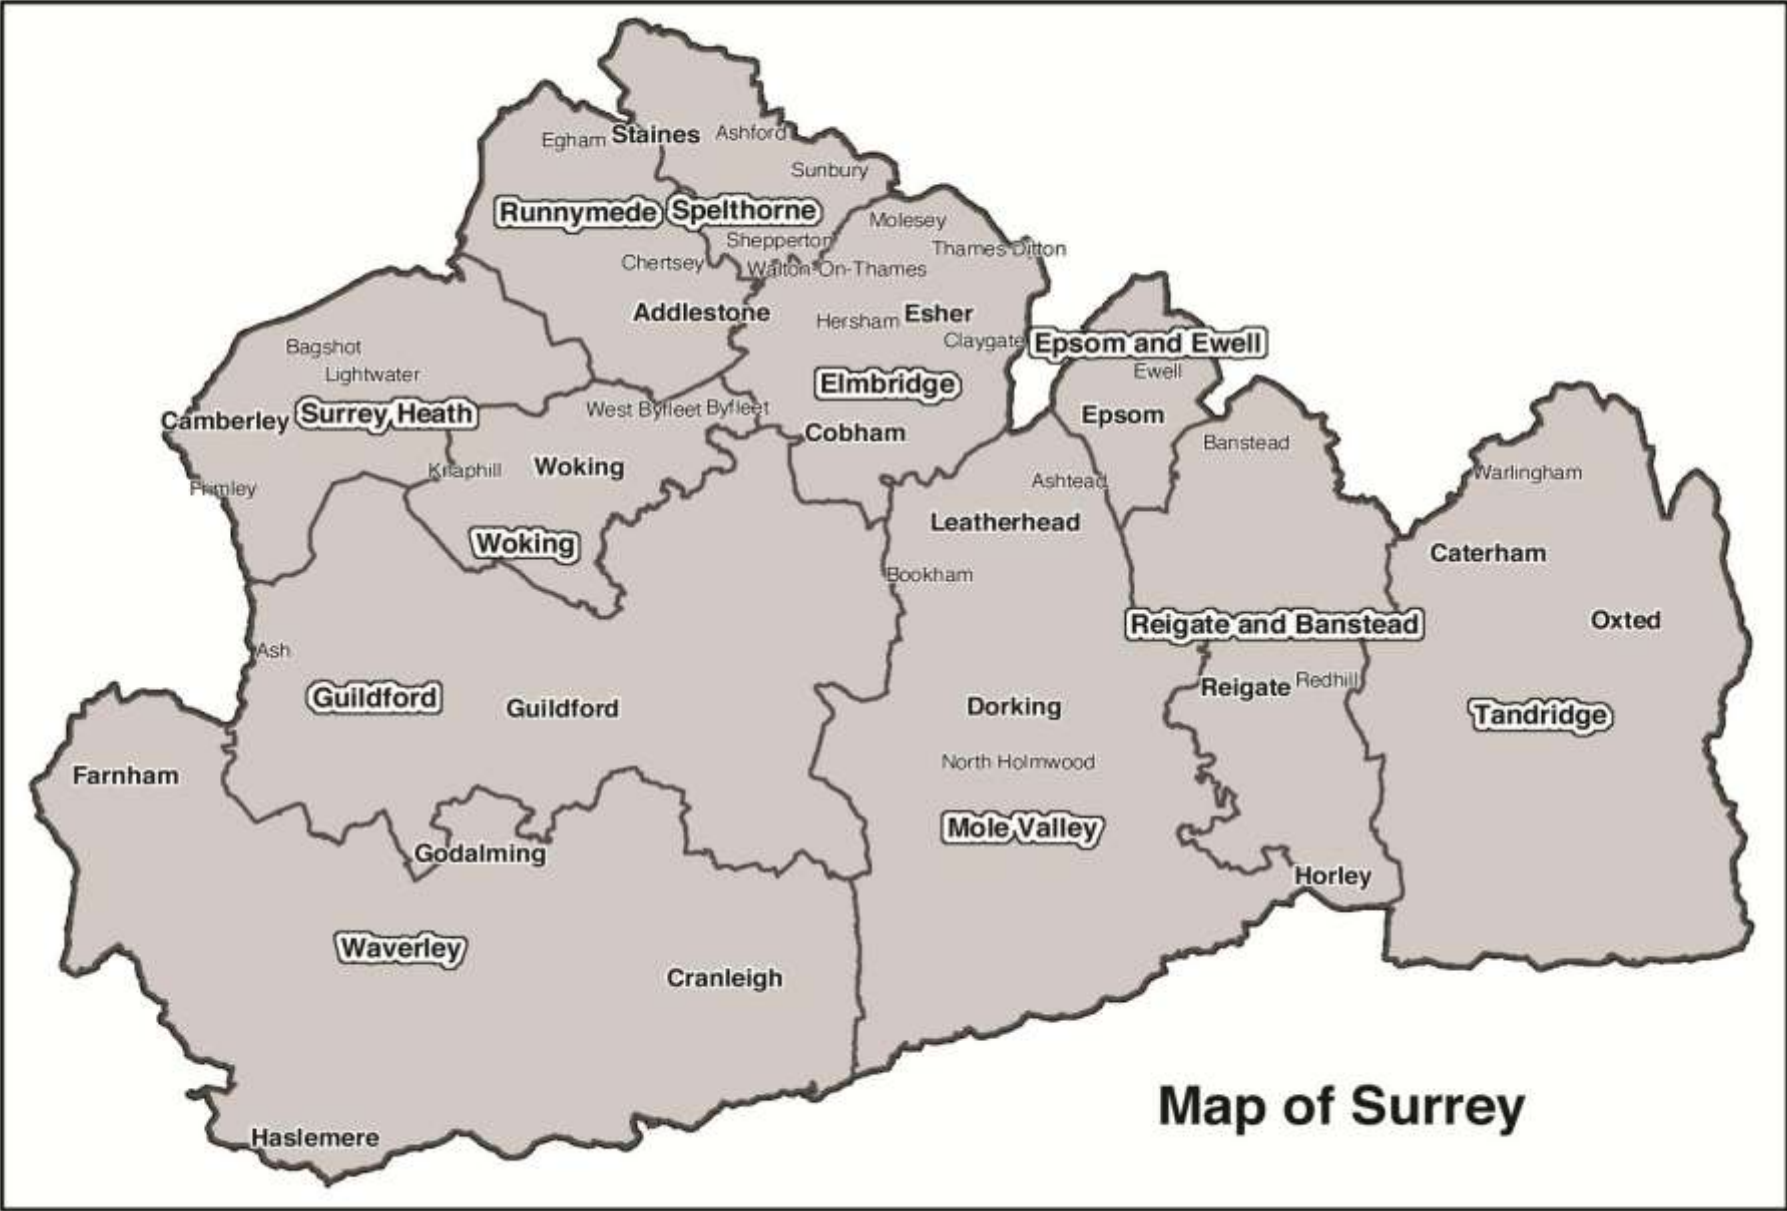 Egham
Staines
Ashford
Sunbury
Runnymede
Spelthorne
Molesey
Shepperton
Thames Ditton
Chertsey
Walton-On-Thames
Addlestone
Hersham
Esher
Claygate
Epsom and Ewell
Bagshot
Lightwater
Ewell
Elmbridge
Camberley
Surrey Heath
West Byfleet
Byfleet
Epsom
Cobham
Banstead
Knaphill
Woking
Warlingham
Frimley
Ashtead
Leatherhead
Woking
Caterham
Bookham
Reigate and Banstead
Oxted
Ash
Guildford
Guildford
Dorking
Reigate
Redhill
Tandridge
Farnham
North Holmwood
Mole Valley
Godalming
Horley
Waverley
Cranleigh
Map of Surrey
Haslemere